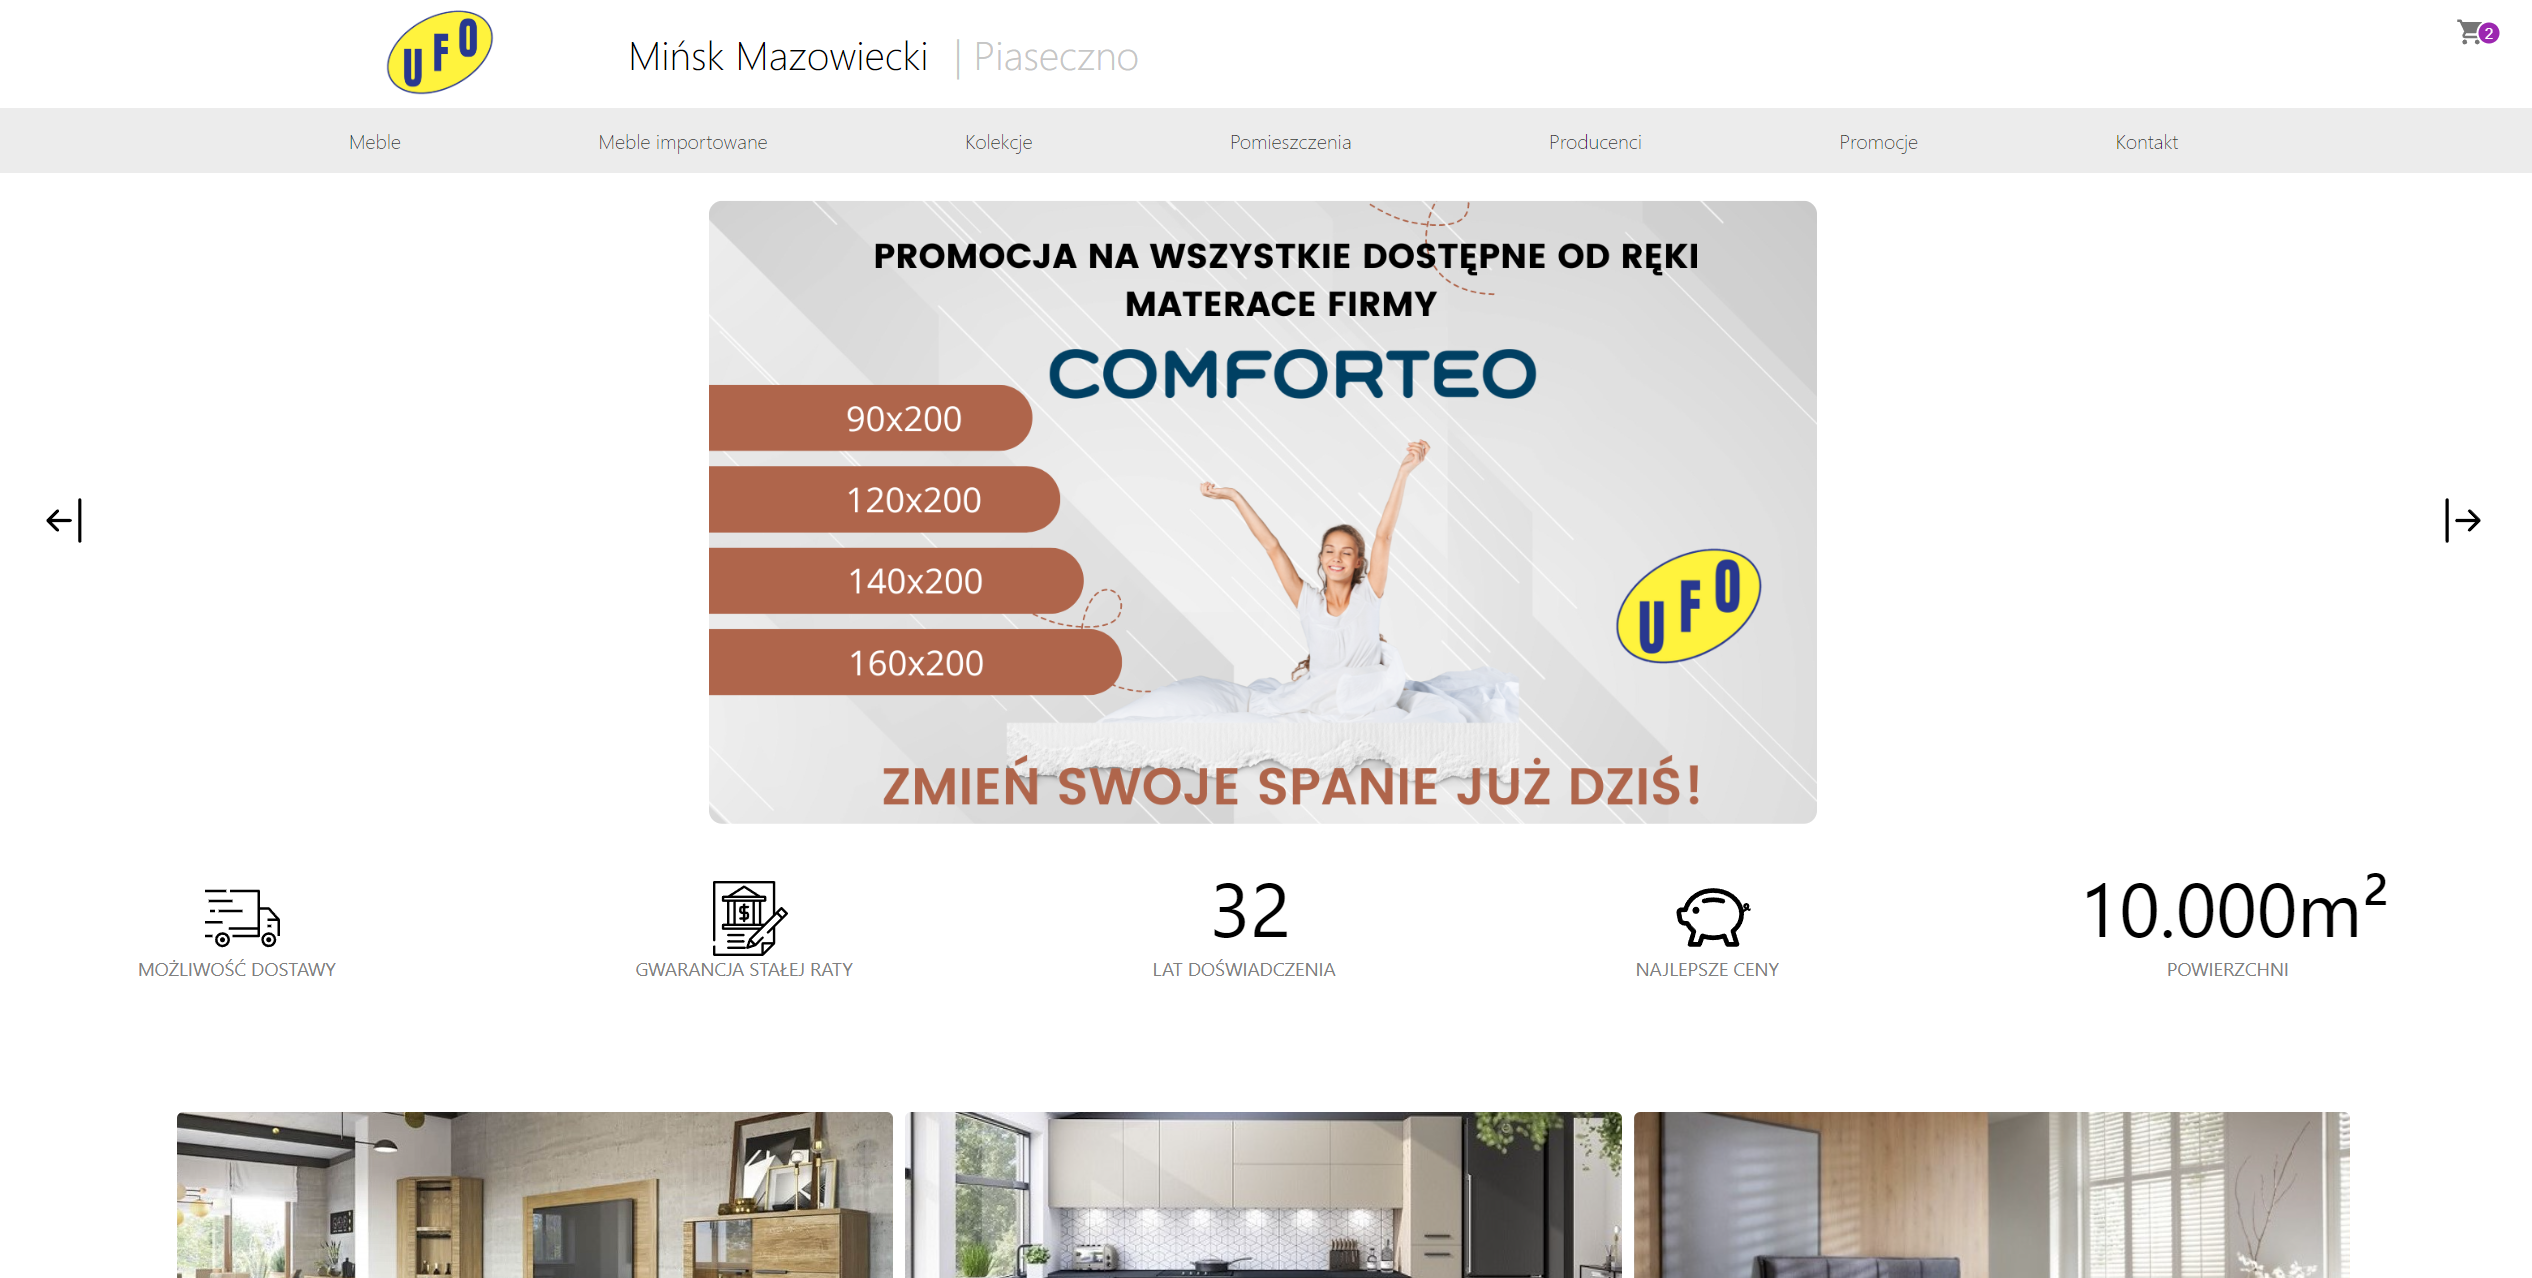 UFO
Mińsk Mazowiecki | Piaseczno
2
Meble
Meble importowane
Kolekcje
Pomieszczenia
Producenci
Promocje
Kontakt
PROMOCJA NA WSZYSTKIE DOSTĘPNE OD RĘKI
MATERACE FIRMY
COMFORTEO
90x200
120x200
140x200
160x200
UFO
ZMIEŃ SWOJE SPANIE JUŻ DZIŚ!
MOŻLIWOŚĆ DOSTAWY
$
GWARANCJA STAŁEJ RATY
32
LAT DOŚWIADCZENIA
NAJLEPSZE CENY
10.000m²
POWIERZCHNI